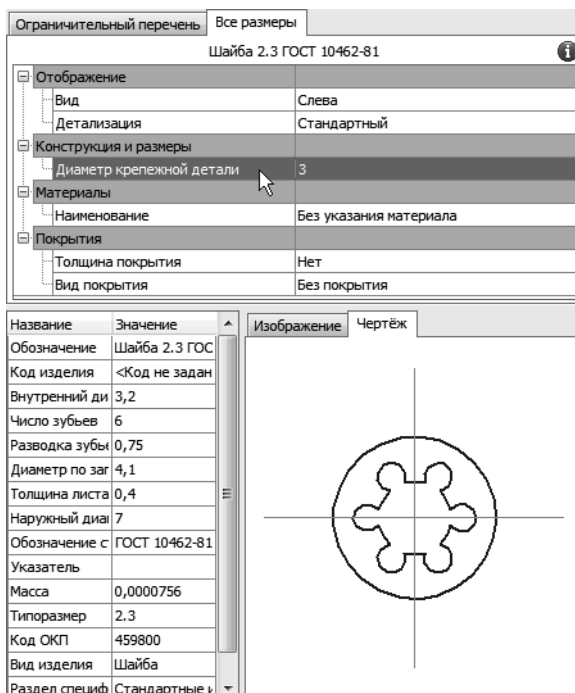 Ограничительный перечень Все размеры
Шайба 2.3 ГОСТ 10462-81
Отображение
Вид Слева
Детализация Стандартный
Конструкция и размеры
Диаметр крепежной детали 3
Материалы
Наименование Без указания материала
Покрытия
Толщина покрытия Нет
Вид покрытия Без покрытия
Название Значение
Обозначение Шайба 2.3 ГОС
Код изделия <Код не задан
Внутренний ди 3,2
Число зубьев 6
Разводка зубье 0,75
Диаметр по заг 4,1
Толщина листа 0,4
Наружный диа 7
Обозначение с ГОСТ 10462-81
Указатель
Масса 0,0000756
Типоразмер 2.3
Код ОКП 459800
Вид изделия Шайба
Раздел специф Стандартные и
Изображение Чертёж